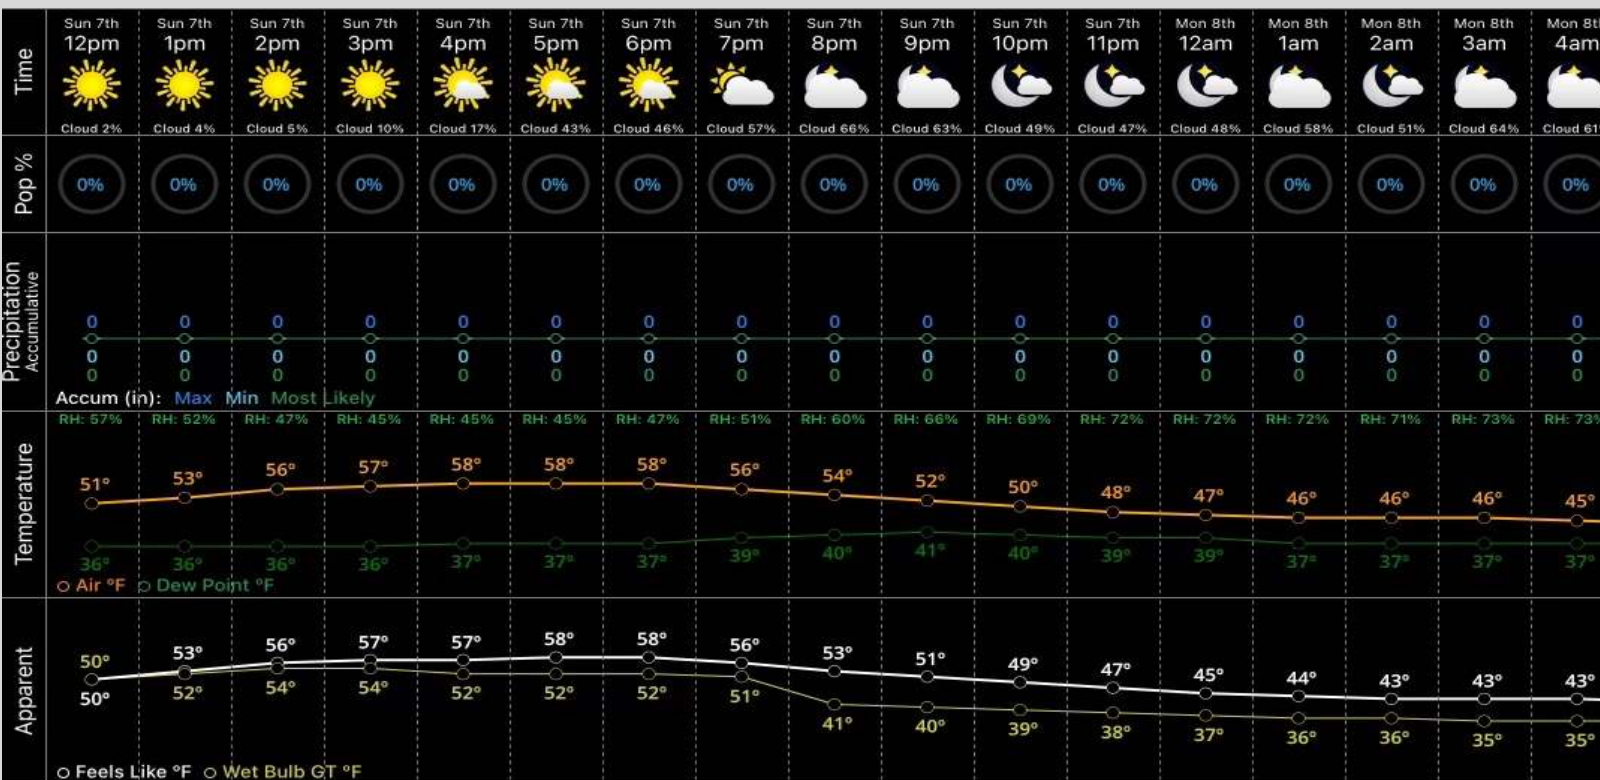 Time
Sun 7th Sun 7th Sun 7th Sun 7th Sun 7th Sun 7th Sun 7th Sun 7th Sun 7th Sun 7th Sun 7th Sun 7th Mon 8th Mon 8th Mon 8th Mon 8th Mon 8th
12pm 1pm 2pm 3pm 4pm 5pm 6pm 7pm 8pm 9pm 10pm 11pm 12am 1am 2am 3am 4am
Cloud 2% Cloud 4% Cloud 5% Cloud 10% Cloud 17% Cloud 43% Cloud 46% Cloud 57% Cloud 66% Cloud 63% Cloud 49% Cloud 47% Cloud 48% Cloud 58% Cloud 51% Cloud 64% Cloud 61%
Pop %
0% 0% 0% 0% 0% 0% 0% 0% 0% 0% 0% 0% 0% 0% 0% 0% 0%
Precipitation
Accumulative
0 0 0 0 0 0 0 0 0 0 0 0 0 0 0 0 0
0 0 0 0 0 0 0 0 0 0 0 0 0 0 0 0 0
0 0 0 0 0 0 0 0 0 0 0 0 0 0 0 0 0
Accum (in): Max Min Most Likely
Temperature
RH: 57% RH: 52% RH: 47% RH: 45% RH: 45% RH: 45% RH: 47% RH: 51% RH: 60% RH: 66% RH: 69% RH: 72% RH: 72% RH: 72% RH: 71% RH: 73% RH: 73%
51° 53° 56° 57° 58° 58° 58° 56° 54° 52° 50° 48° 47° 46° 46° 46° 45°
36° 36° 36° 36° 37° 37° 37° 39° 40° 41° 40° 39° 39° 37° 37° 37° 37°
Air °F Dew Point °F
Apparent
50° 53° 56° 57° 57° 58° 58° 56° 53° 51° 49° 47° 45° 44° 43° 43° 43°
50° 52° 54° 54° 52° 52° 52° 51° 41° 40° 39° 38° 37° 36° 36° 35° 35°
Feels Like °F Wet Bulb GT °F